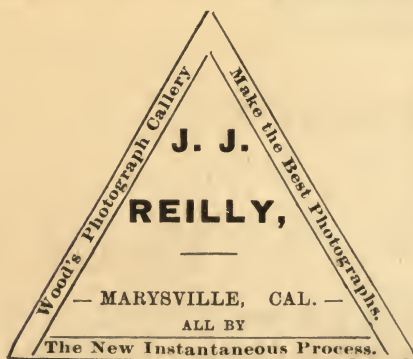 Wood's Photograph Gallery
Make the Best Photographs.
J. J.
REILLY,
— MARYSVILLE, CAL. —
ALL BY
The New Instantaneous Process.